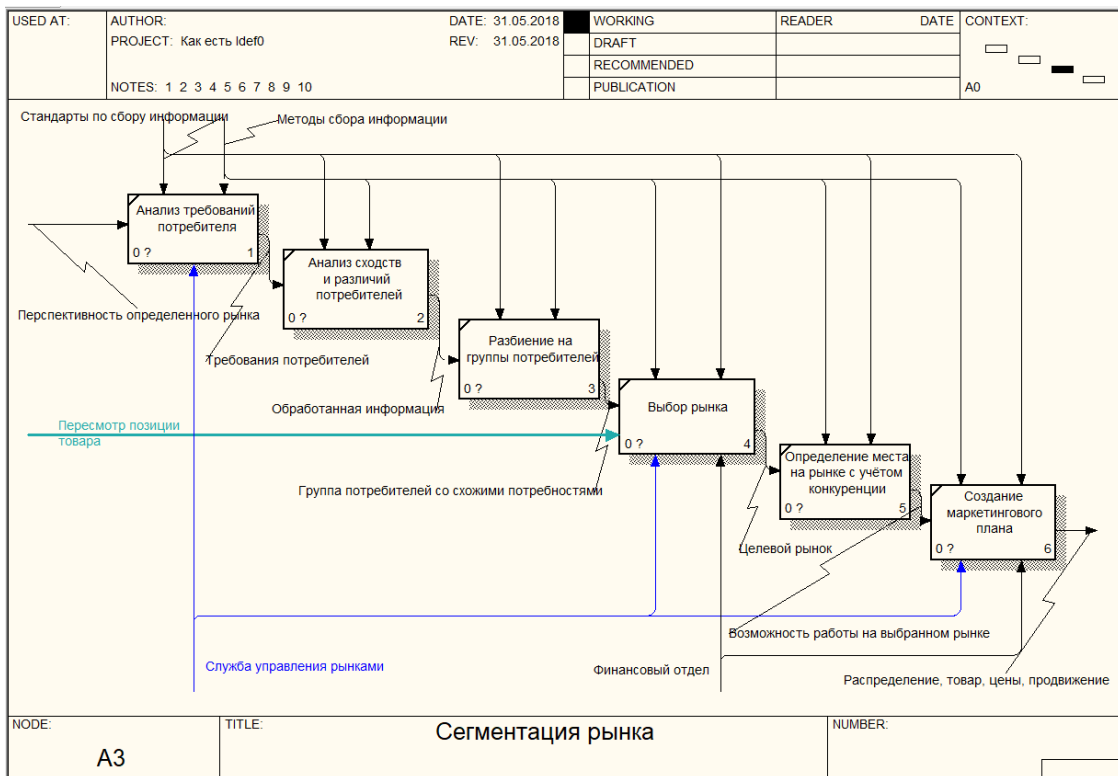 USED AT:
AUTHOR:
DATE: 31.05.2018
WORKING
READER
DATE
CONTEXT:
PROJECT: Как есть Idef0
REV: 31.05.2018
DRAFT
RECOMMENDED
NOTES: 1 2 3 4 5 6 7 8 9 10
PUBLICATION
A0
Стандарты по сбору информации
Методы сбора информации
Анализ требований
потребителя
0 ?
1
Анализ сходств
и различий
потребителей
0 ?
2
Перспективность определенного рынка
Разбиение на
группы потребителей
0 ?
3
Требования потребителей
Обработанная информация
Выбор рынка
0 ?
4
Пересмотр позиции
товара
Определение места
на рынке с учётом
конкуренции
0 ?
5
Группа потребителей со схожими потребностями
Создание
маркетингового
плана
0 ?
6
Целевой рынок
Возможность работы на выбранном рынке
Служба управления рынками
Финансовый отдел
Распределение, товар, цены, продвижение
NODE:
TITLE:
Сегментация рынка
NUMBER:
A3